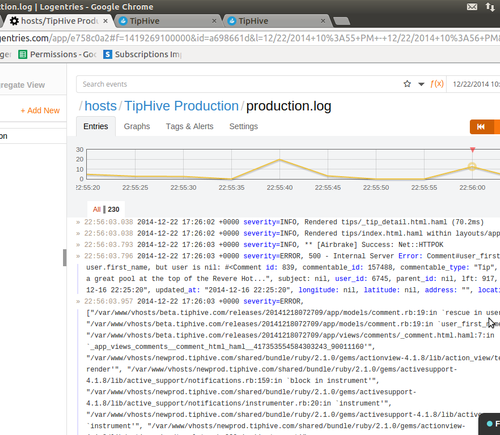 ction.log | Logentries - Google Chrome
hosts/TipHive Produ
TipHive
TipHive
gentries.com/app/e758c0a2#f=1419269100000&id=a698661d&l=12/22/2014+10%3A55+PM+-+12/22/2014+10%3A56+PM&
Permissions - Goo
Subscriptions Im
regate View
+ Add New
on
Search events
f(x)
12/22/2014 10
/ hosts / TipHive Production / production.log
Entries Graphs Tags & Alerts Settings
30
20
10
0
22:55:20 22:55:25 22:55:30 22:55:35 22:55:40 22:55:45 22:55:50 22:55:55 22:56:00
All 230
» 22:56:03.038 2014-12-22 17:26:02 +0000 severity=INFO, Rendered tips/_tip_detail.html.haml (70.2ms)
» 22:56:03.038 2014-12-22 17:26:03 +0000 severity=INFO, Rendered tips/index.html.haml within layouts/app
» 22:56:03.793 2014-12-22 17:26:03 +0000 severity=INFO, ** [Airbrake] Success: Net::HTTPOK
» 22:56:03.796 2014-12-22 17:26:03 +0000 severity=ERROR, 500 - Internal Server Error: Comment#user_first
user.first_name, but user is nil: #<Comment id: 839, commentable_id: 157488, commentable_type: "Tip",
a great pool at the top of the Revere Hot...", subject: nil, user_id: 6745, parent_id: nil, lft: 917,
12-16 22:25:20", updated_at: "2014-12-16 22:25:20", longitude: nil, latitude: nil, address: "", locati
» 22:56:03.957 2014-12-22 17:26:03 +0000 severity=ERROR,
["/var/www/vhosts/beta.tiphive.com/releases/20141218072709/app/models/comment.rb:19:in `rescue in user
"/var/www/vhosts/beta.tiphive.com/releases/20141218072709/app/models/comment.rb:15:in `user_first_name
"/var/www/vhosts/beta.tiphive.com/releases/20141218072709/app/views/comments/_comment.html.haml:7:in
`_app_views_comments__comment_html_haml__417353554584303243_99011160'",
"/var/www/vhosts/newprod.tiphive.com/shared/bundle/ruby/2.1.0/gems/actionview-4.1.8/lib/action_view/te
render'", "/var/www/vhosts/newprod.tiphive.com/shared/bundle/ruby/2.1.0/gems/activesupport-
4.1.8/lib/active_support/notifications.rb:159:in `block in instrument'",
"/var/www/vhosts/newprod.tiphive.com/shared/bundle/ruby/2.1.0/gems/activesupport-
4.1.8/lib/active_support/notifications/instrumenter.rb:20:in `instrument'",
"/var/www/vhosts/newprod.tiphive.com/shared/bundle/ruby/2.1.0/gems/activesupport-4.1.8/lib/active_
`instrument'", "/var/www/vhosts/newprod.tiphive.com/shared/bundle/ruby/2.1.0/gems/actionview-